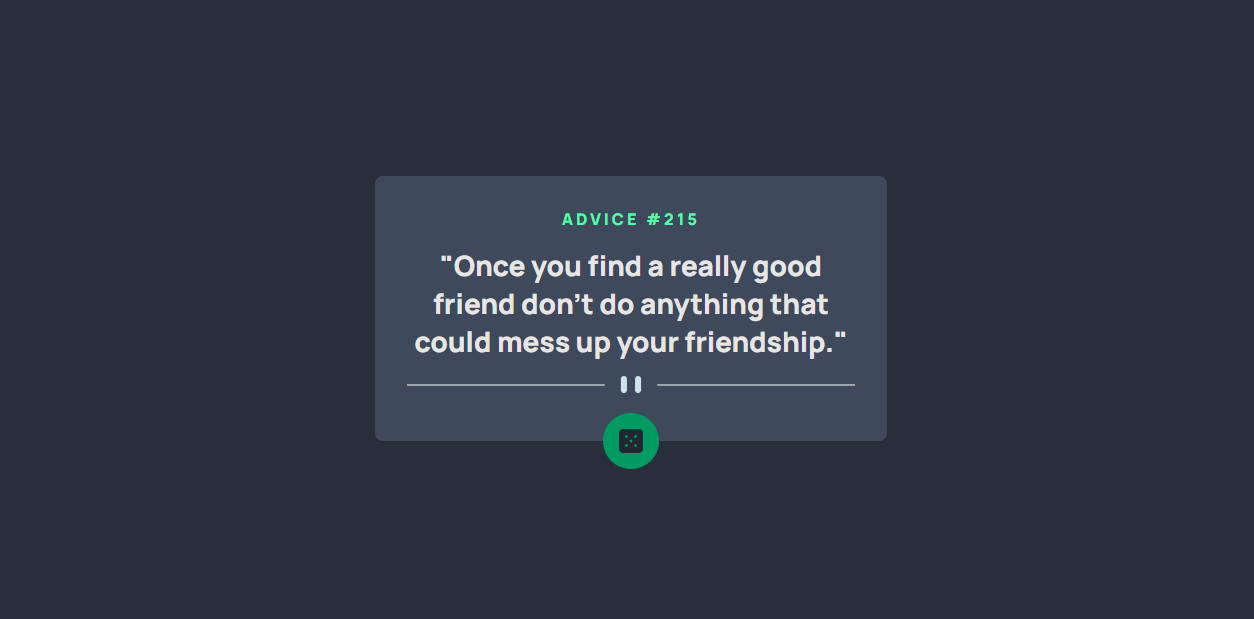 ADVICE #215
"Once you find a really good
friend don't do anything that
could mess up your friendship."